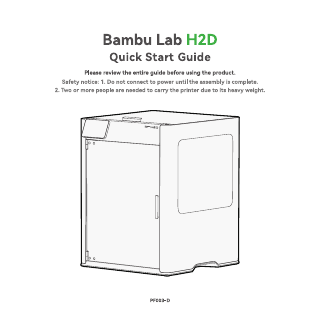 Bambu Lab H2D
Quick Start Guide
Please review the entire guide before using the product.
Safety notice: 1. Do not connect to power until the assembly is complete.
2. Two or more people are needed to carry the printer due to its heavy weight.
PF003-D